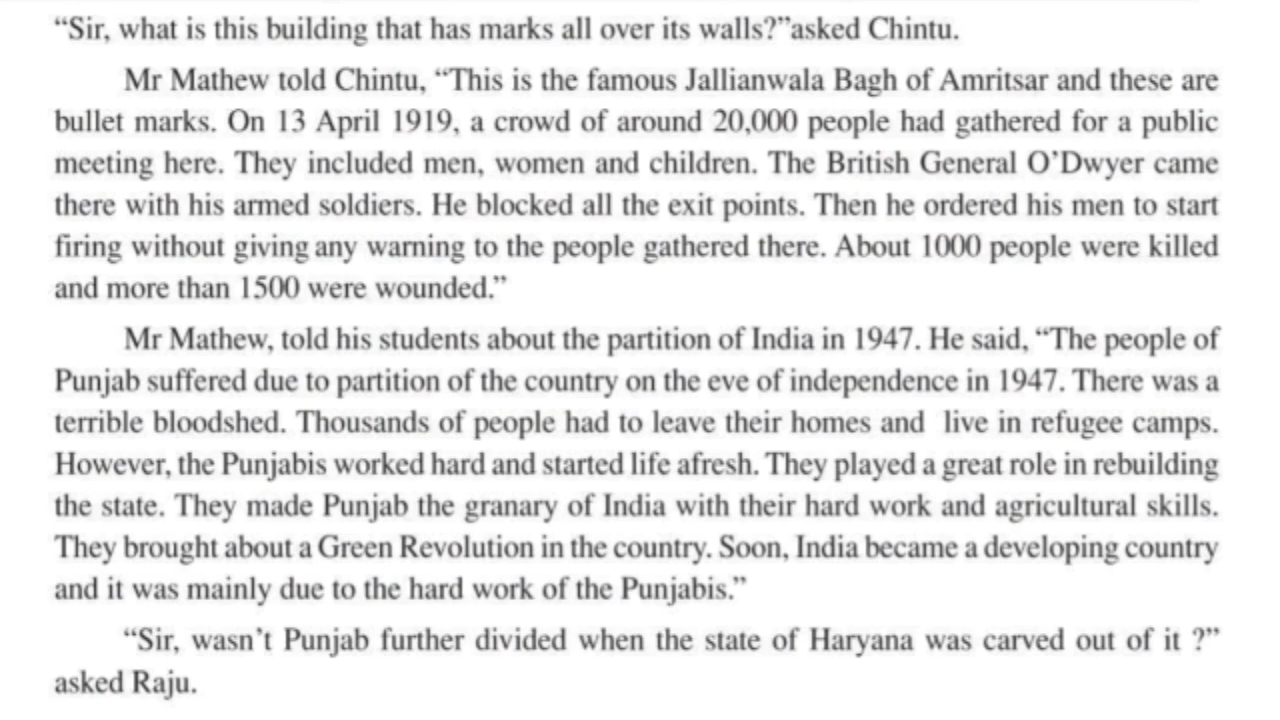 “Sir, what is this building that has marks all over its walls?”asked Chintu.
Mr Mathew told Chintu, “This is the famous Jallianwala Bagh of Amritsar and these are
bullet marks. On 13 April 1919, a crowd of around 20,000 people had gathered for a public
meeting here. They included men, women and children. The British General O’Dwyer came
there with his armed soldiers. He blocked all the exit points. Then he ordered his men to start
firing without giving any warning to the people gathered there. About 1000 people were killed
and more than 1500 were wounded.”
Mr Mathew, told his students about the partition of India in 1947. He said, “The people of
Punjab suffered due to partition of the country on the eve of independence in 1947. There was a
terrible bloodshed. Thousands of people had to leave their homes and live in refugee camps.
However, the Punjabis worked hard and started life afresh. They played a great role in rebuilding
the state. They made Punjab the granary of India with their hard work and agricultural skills.
They brought about a Green Revolution in the country. Soon, India became a developing country
and it was mainly due to the hard work of the Punjabis.”
“Sir, wasn’t Punjab further divided when the state of Haryana was carved out of it ?”
asked Raju.